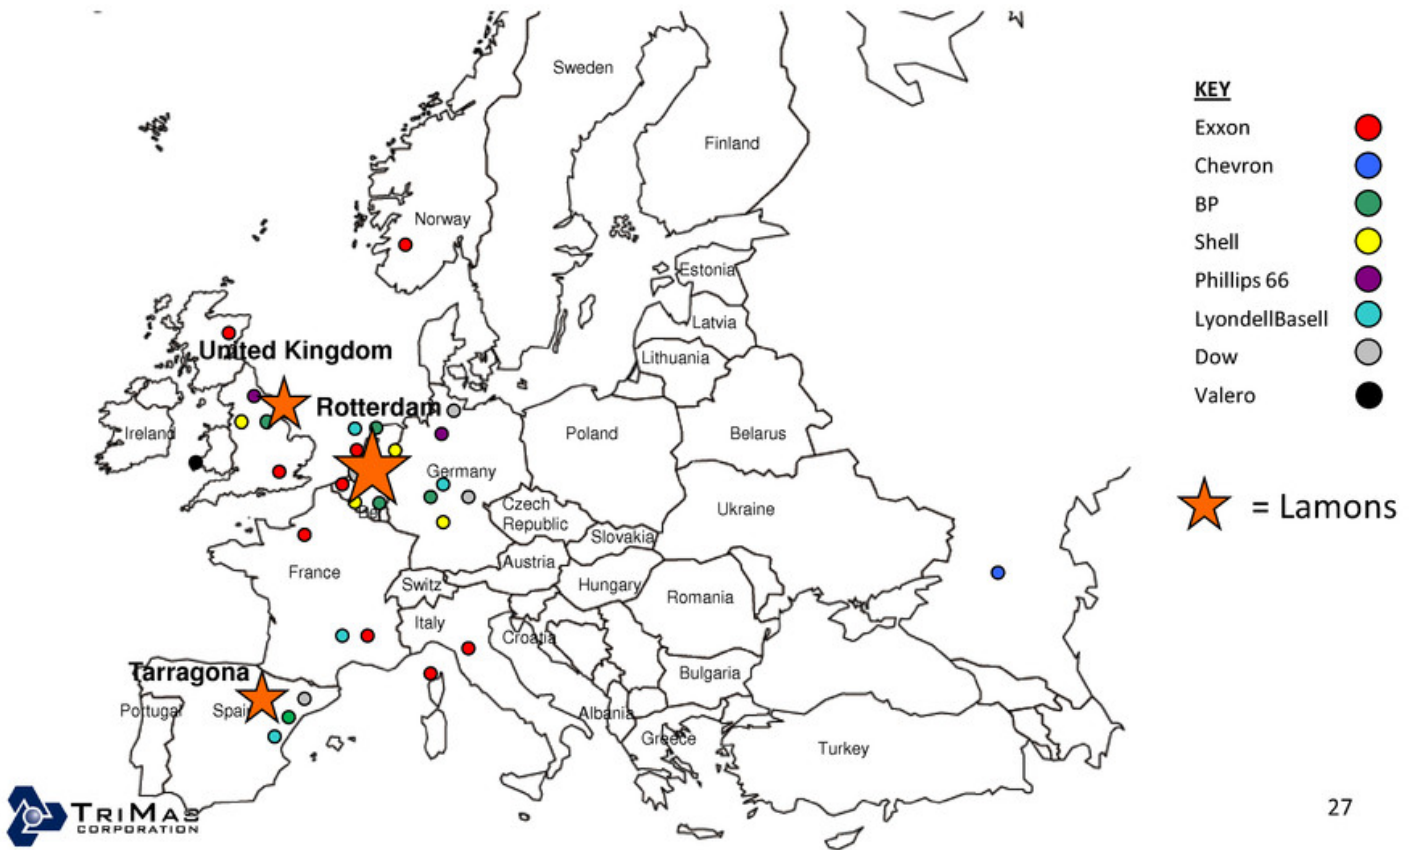 Sweden
Finland
Norway
Estonia
Latvia
Lithuania
United Kingdom
Rotterdam
Ireland
Poland
Belarus
Germany
Czech
Republic
Ukraine
Bel
Slovakia
France
Austria
Switz
Hungary
Romania
Italy
Croatia
Tarragona
Bulgaria
Portugal
Spain
Albania
Greece
Turkey
KEY
Exxon
Chevron
BP
Shell
Phillips 66
LyondellBasell
Dow
Valero
= Lamons
TRIMAS
CORPORATION
27